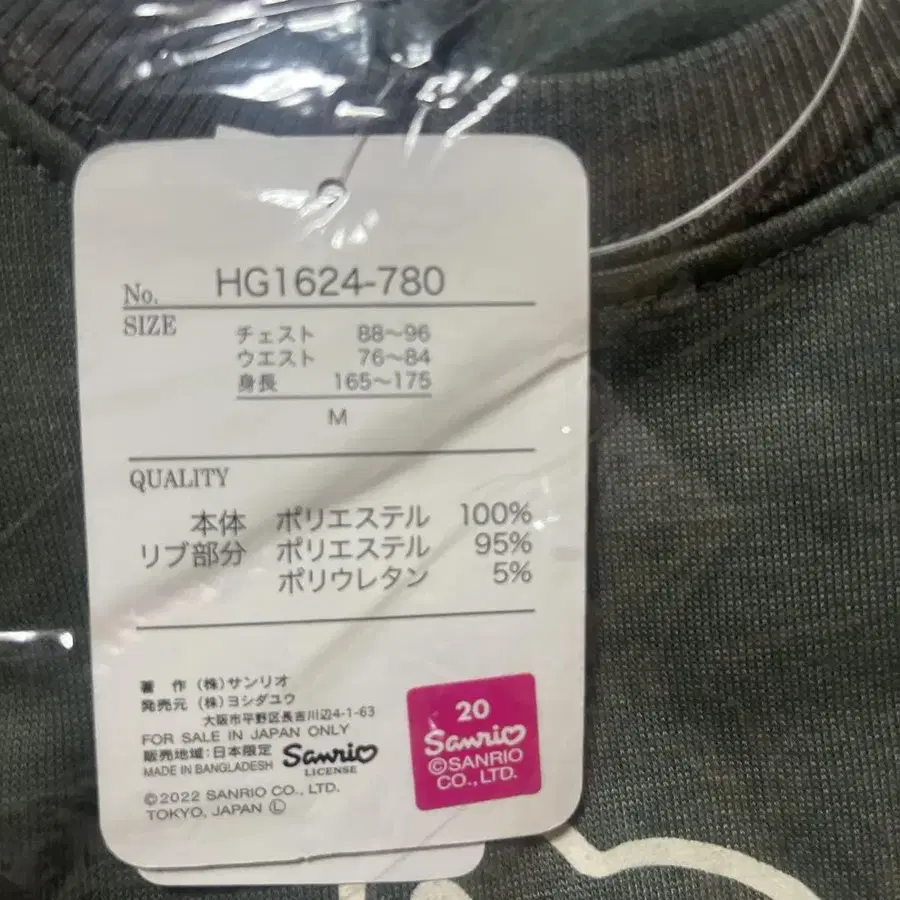 No. HG1624-780
SIZE
チェスト 88~96
ウエスト 76~84
身長 165~175
M
QUALITY
本体 ポリエステル 100%
リブ部分 ポリエステル 95%
ポリウレタン 5%
著 作 (株)サンリオ
発売元 (株)ヨシダユウ
大阪市平野区長吉川辺4-1-63
FOR SALE IN JAPAN ONLY
販売地域:日本限定
MADE IN BANGLADESH
Sanrio
LICENSE
©2022 SANRIO CO., LTD.
TOKYO, JAPAN Ⓛ
20
Sanrio
©SANRIO
CO., LTD.